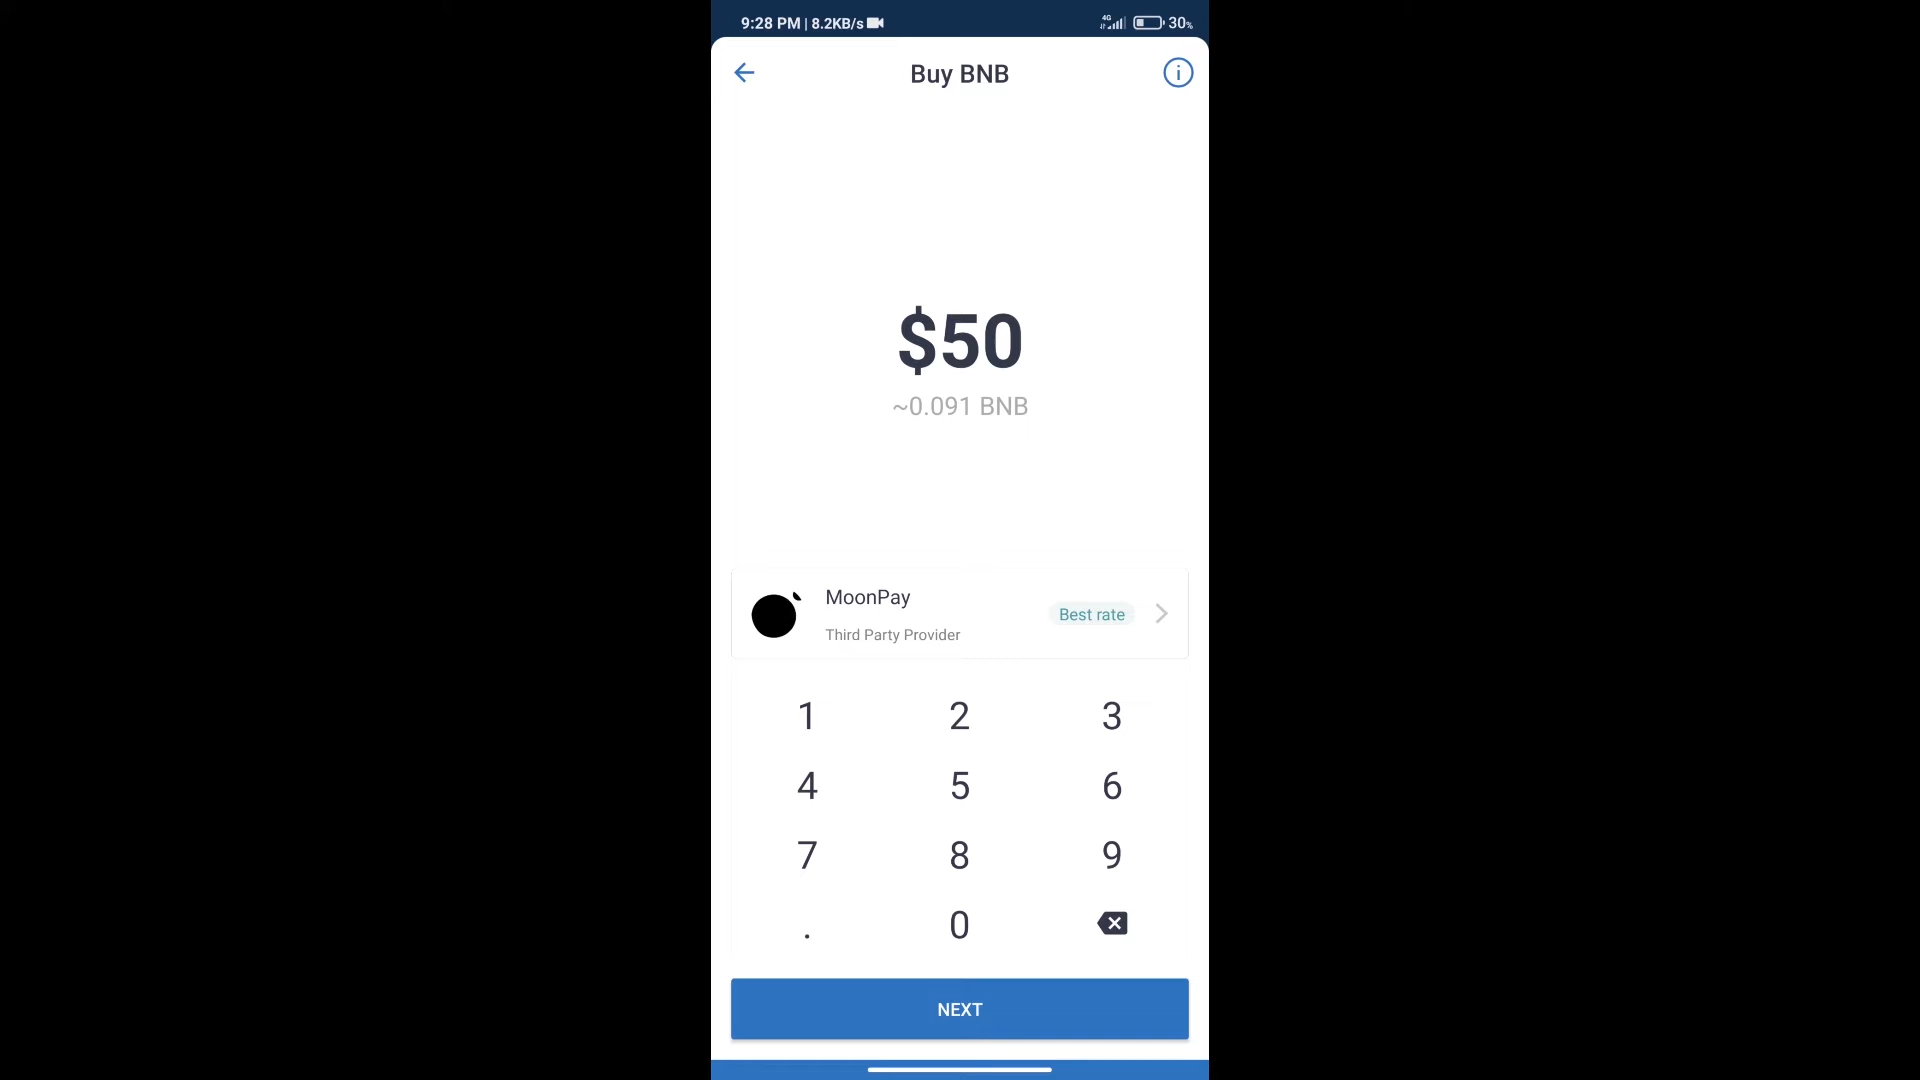 9:28 PM | 8.2KB/s 4G 30%
Buy BNB
$50
~0.091 BNB
MoonPay
Third Party Provider
Best rate
1 2 3
4 5 6
7 8 9
. 0
NEXT